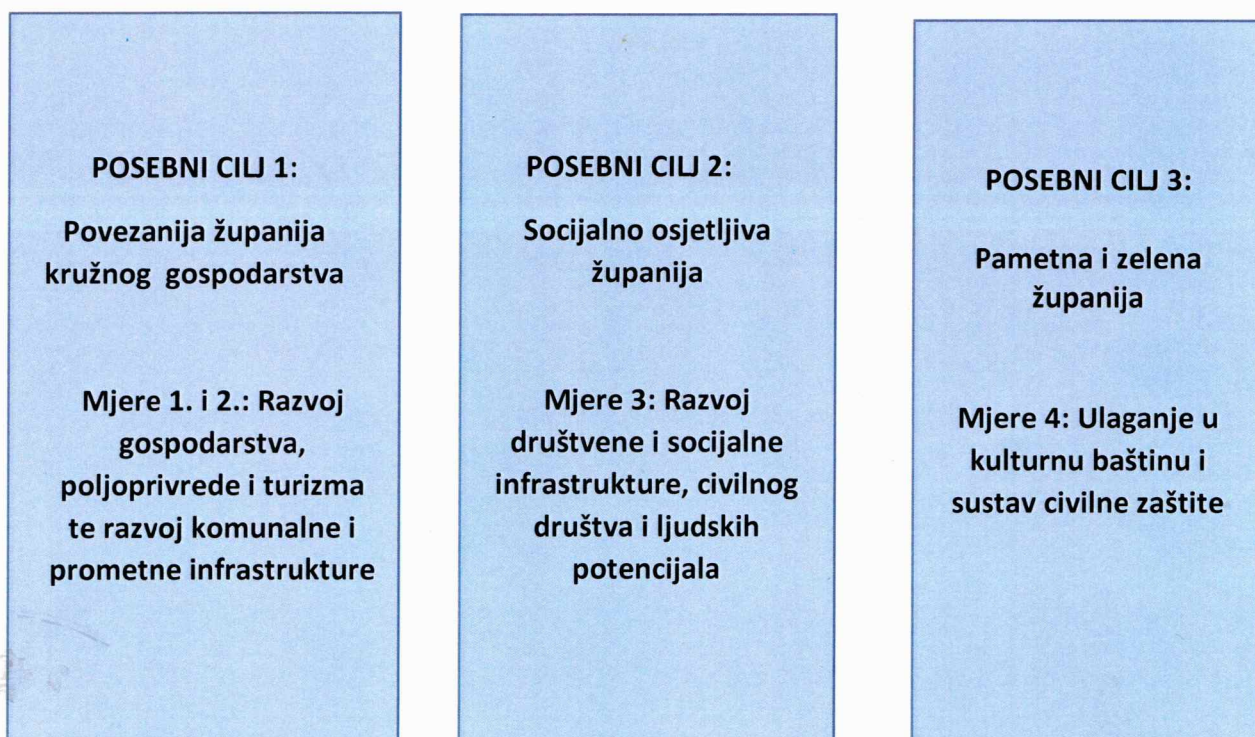 POSEBNI CILJ 1:
Povezanija županija
kružnog gospodarstva
Mjere 1. i 2.: Razvoj
gospodarstva,
poljoprivrede i turizma
te razvoj komunalne i
prometne infrastrukture
POSEBNI CILJ 2:
Socijalno osjetljiva
županija
Mjere 3: Razvoj
društvene i socijalne
infrastrukture, civilnog
društva i ljudskih
potencijala
POSEBNI CILJ 3:
Pametna i zelena
županija
Mjere 4: Ulaganje u
kulturnu baštinu i
sustav civilne zaštite